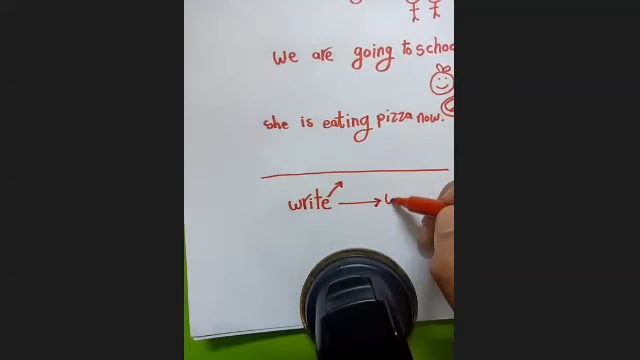 we are going to schoo
she is eating pizza now.
write